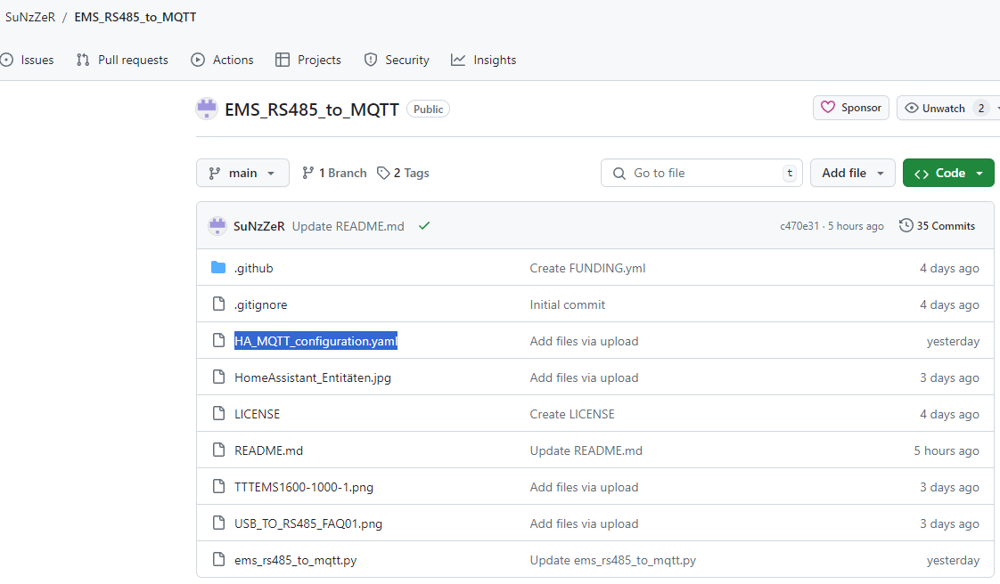 SuNzZeR / EMS_RS485_to_MQTT
Issues Pull requests Actions Projects Security Insights
EMS_RS485_to_MQTT Public Sponsor Unwatch 2
main 1 Branch 2 Tags Go to file t Add file Code
SuNzZeR Update README.md c470e31 · 5 hours ago 35 Commits
.github Create FUNDING.yml 4 days ago
.gitignore Initial commit 4 days ago
HA_MQTT_configuration.yaml Add files via upload yesterday
HomeAssistant_Entitäten.jpg Add files via upload 3 days ago
LICENSE Create LICENSE 4 days ago
README.md Update README.md 5 hours ago
TTTEMS1600-1000-1.png Add files via upload 3 days ago
USB_TO_RS485_FAQ01.png Add files via upload 3 days ago
ems_rs485_to_mqtt.py Update ems_rs485_to_mqtt.py yesterday